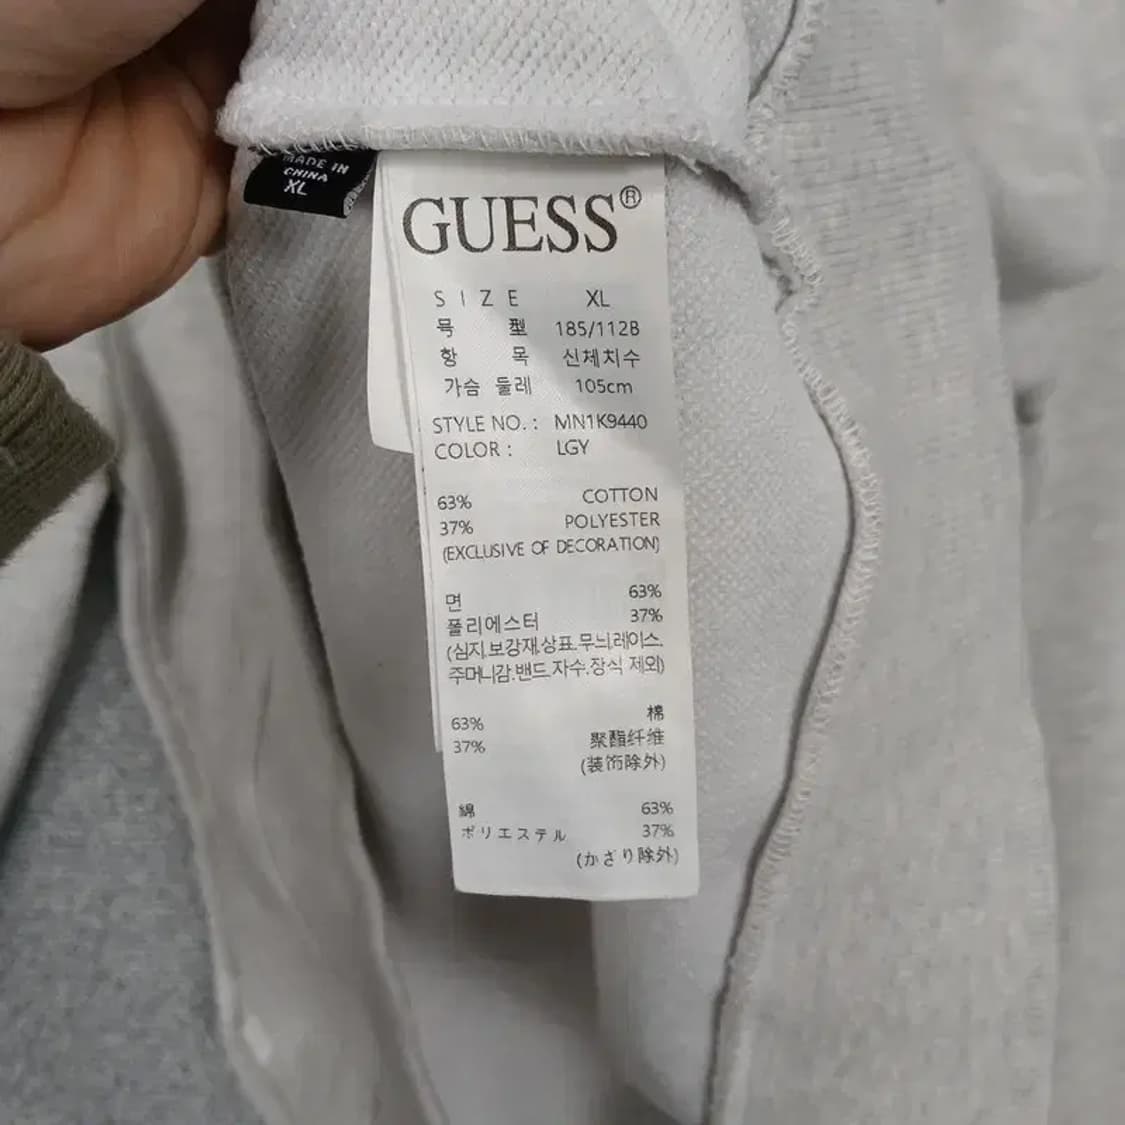 MADE IN
CHINA
XL
GUESS®
SIZE XL
号 型 185/112B
항 목 신체치수
가슴 둘레 105cm
STYLE NO. : MN1K9440
COLOR : LGY
63% COTTON
37% POLYESTER
(EXCLUSIVE OF DECORATION)
면 63%
폴리에스터 37%
(심지.보강재.상표.무늬.레이스.
주머니감.밴드.자수.장식 제외)
63% 棉
37% 聚酯纤维
(装饰除外)
綿 63%
ポリエステル 37%
(かざり除外)